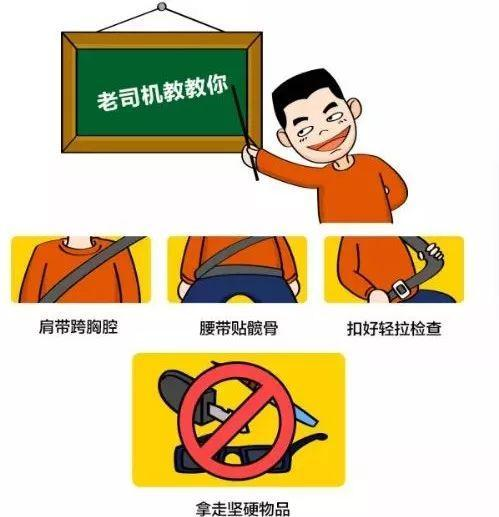 老司机教教你
肩带跨胸腔
腰带贴髋骨
扣好轻拉检查
拿走坚硬物品